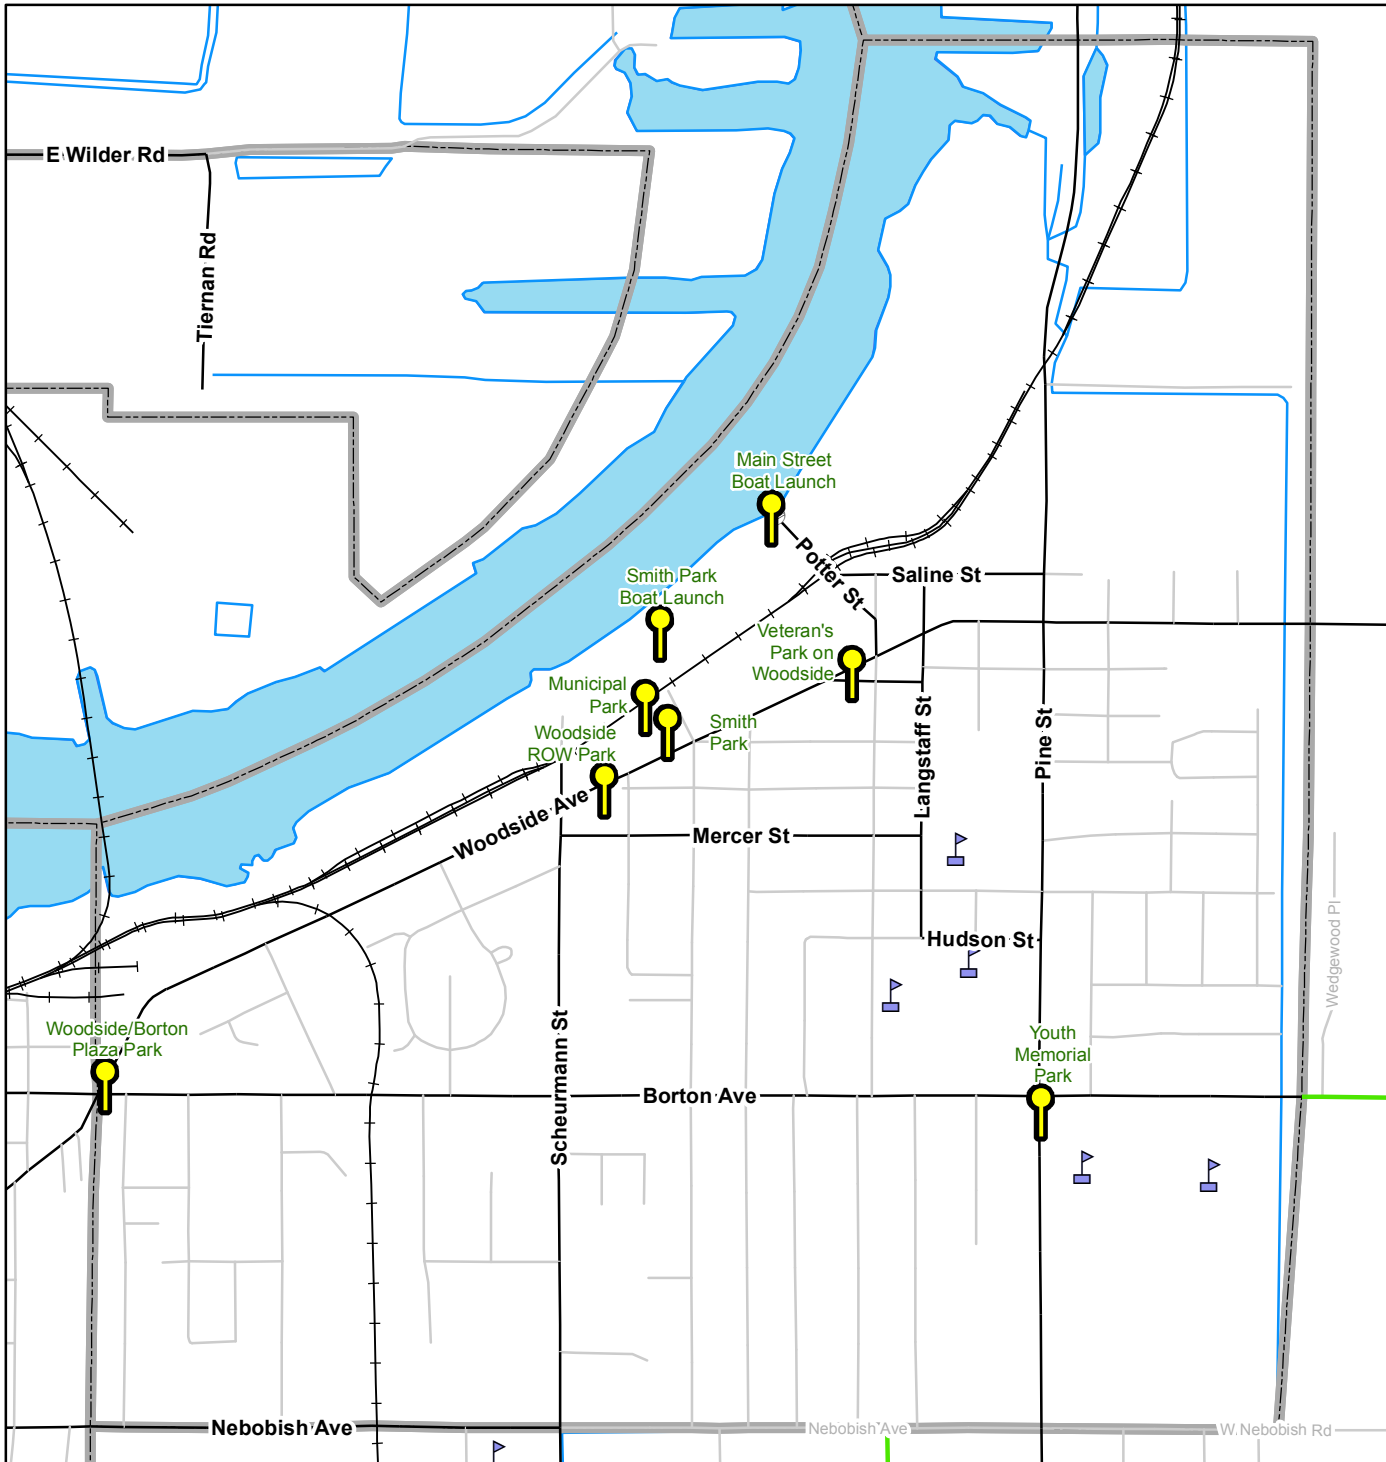 E Wilder Rd
Tiernan Rd
Main Street
Boat Launch
Potter St
Saline St
Smith Park
Boat Launch
Veteran's
Park on
Woodside
Municipal
Park
Smith
Park
Woodside
ROW Park
Langstaff St
Pine St
Woodside Ave
Mercer St
Hudson St
Wedgewood Pl
Woodside/Borton
Plaza Park
Scheurmann St
Youth
Memorial
Park
Borton Ave
Nebobish Ave
Nebobish Ave
W Nebobish Rd